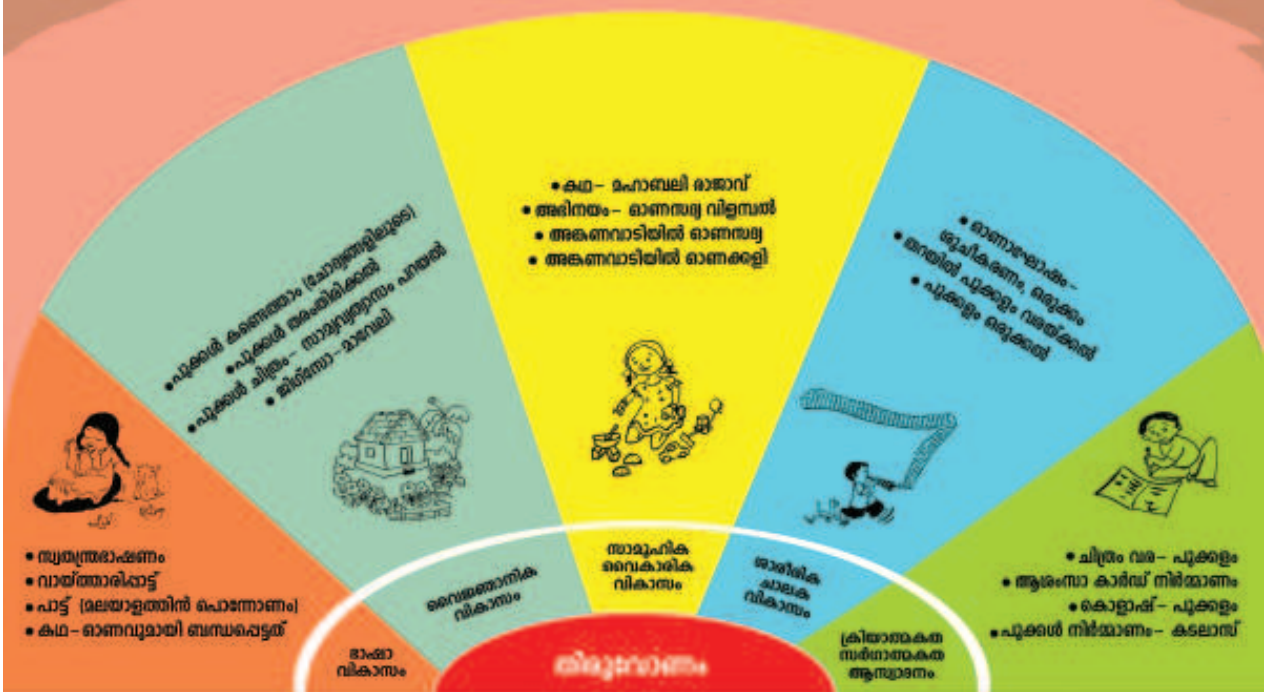 • സ്വതന്ത്രഭാഷണം
• വായ്ത്താരിപ്പാട്ട്
• പാട്ട് (മലയാളത്തിൻ പൊന്നോണം)
• കഥ-ഓണവുമായി ബന്ധപ്പെട്ടത്
ഭാഷാ
വികാസം
• പൂക്കൾ കണ്ടെത്താം (ചോദ്യങ്ങളിലൂടെ)
• പൂക്കൾ തരംതിരിക്കൽ
• പൂക്കൾ ചിത്രം- സാമ്യവ്യത്യാസം പറയൽ
• ജിഗ്സോ-മാവേലി
വൈജ്ഞാനിക
വികാസം
• കഥ- മഹാബലി രാജാവ്
• അഭിനയം- ഓണസദ്യ വിളമ്പൽ
• അങ്കണവാടിയിൽ ഓണസദ്യ
• അങ്കണവാടിയിൽ ഓണക്കളി
സാമൂഹിക
വൈകാരിക
വികാസം
• ഓണാഘോഷം-
ശുചീകരണം, ഒരുക്കം
• തറയിൽ പൂക്കളം വരയ്ക്കൽ
• പൂക്കളം ഒരുക്കൽ
ശാരീരിക
ചാലക
വികാസം
• ചിത്രം വര- പൂക്കളം
• ആശംസാ കാർഡ് നിർമ്മാണം
• കൊളാഷ്- പൂക്കളം
• പൂക്കൾ നിർമ്മാണം- കടലാസ്
ക്രിയാത്മകത
സർഗാത്മകത
ആസ്വാദനം
തിരുവോണം